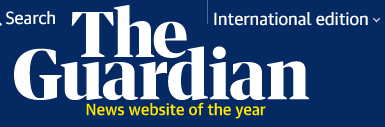 Search
International edition
The
Guardian
News website of the year